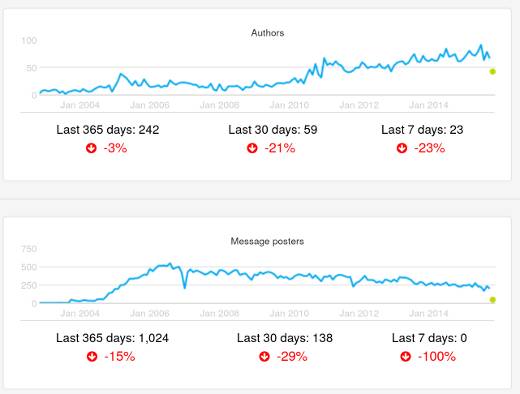 Authors
100
50
0
Jan 2004 Jan 2006 Jan 2008 Jan 2010 Jan 2012 Jan 2014
Last 365 days: 242 Last 30 days: 59 Last 7 days: 23
-3% -21% -23%
Message posters
750
500
250
0
Jan 2004 Jan 2006 Jan 2008 Jan 2010 Jan 2012 Jan 2014
Last 365 days: 1,024 Last 30 days: 138 Last 7 days: 0
-15% -29% -100%